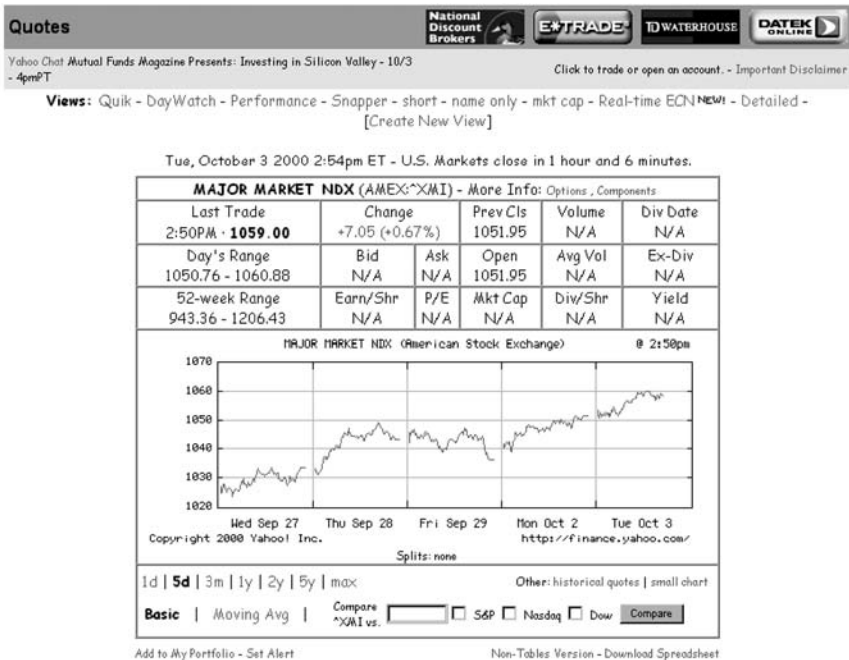 Quotes
National Discount Brokers
E*TRADE
TD WATERHOUSE
DATEK ONLINE
Yahoo Chat Mutual Funds Magazine Presents: Investing in Silicon Valley - 10/3
- 4pmPT
Click to trade or open an account. - Important Disclaimer
Views: Quik - DayWatch - Performance - Snapper - short - name only - mkt cap - Real-time ECN NEW! - Detailed -
[Create New View]
Tue, October 3 2000 2:54pm ET - U.S. Markets close in 1 hour and 6 minutes.
MAJOR MARKET NDX (AMEX:^XMI) - More Info: Options , Components
Last Trade Change Prev Cls Volume Div Date
2:50PM · 1059.00 +7.05 (+0.67%) 1051.95 N/A N/A
Day's Range Bid Ask Open Avg Vol Ex-Div
1050.76 - 1060.88 N/A N/A 1051.95 N/A N/A
52-week Range Earn/Shr P/E Mkt Cap Div/Shr Yield
943.36 - 1206.43 N/A N/A N/A N/A N/A
MAJOR MARKET NDX (American Stock Exchange) @ 2:50pm
1070
1060
1050
1040
1030
1020
Wed Sep 27 Thu Sep 28 Fri Sep 29 Mon Oct 2 Tue Oct 3
Copyright 2000 Yahoo! Inc. http://finance.yahoo.com/
Splits: none
1d | 5d | 3m | 1y | 2y | 5y | max Other: historical quotes | small chart
Basic | Moving Avg | Compare ^XMI vs. S&P Nasdaq Dow Compare
Add to My Portfolio - Set Alert Non-Tables Version - Download Spreadsheet